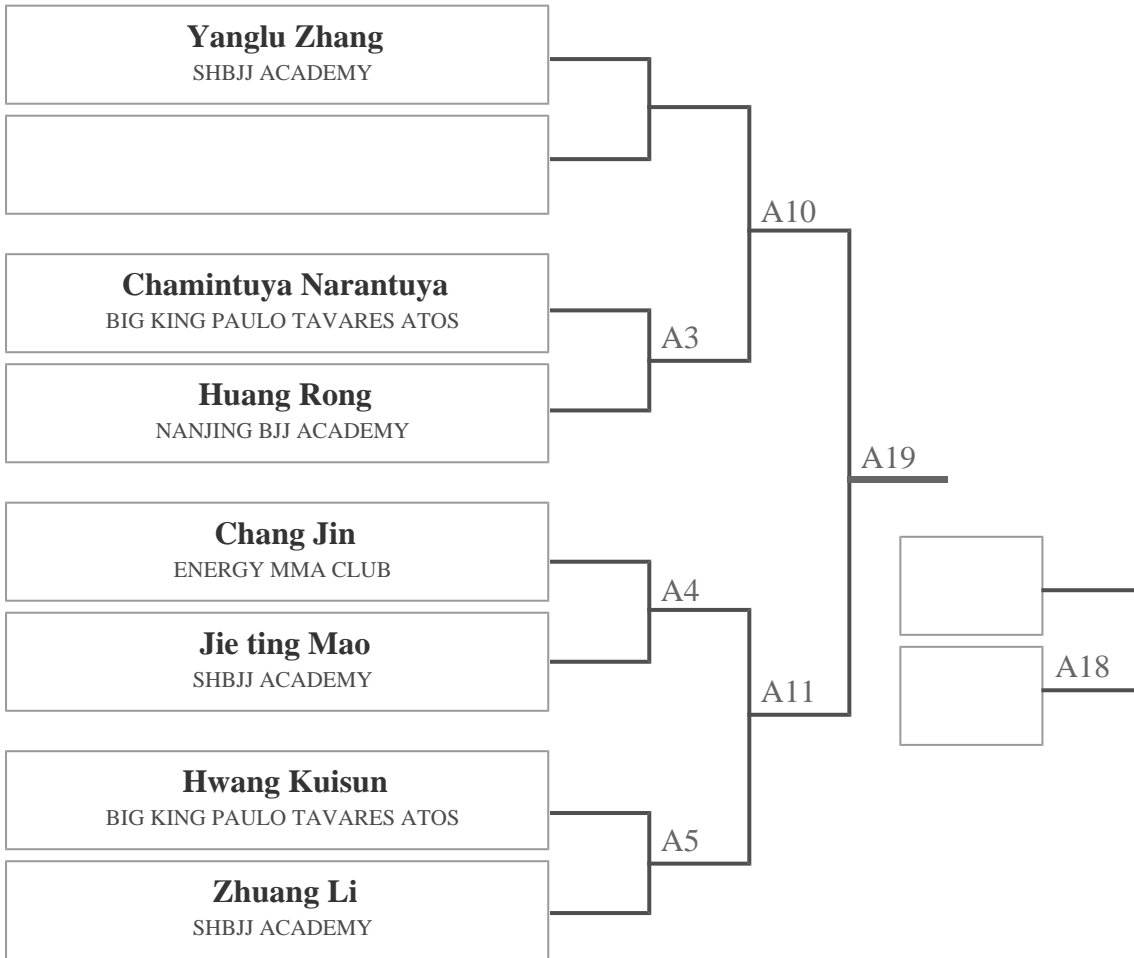 Yanglu Zhang
SHBJJ ACADEMY
A10
Chamintuya Narantuya
BIG KING PAULO TAVARES ATOS
A3
Huang Rong
NANJING BJJ ACADEMY
A19
Chang Jin
ENERGY MMA CLUB
A4
Jie ting Mao
SHBJJ ACADEMY
A18
A11
Hwang Kuisun
BIG KING PAULO TAVARES ATOS
A5
Zhuang Li
SHBJJ ACADEMY